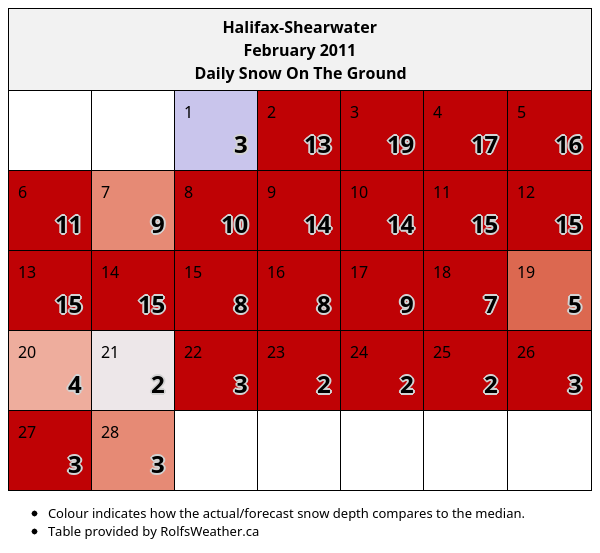 Halifax-Shearwater
February 2011
Daily Snow On The Ground
1 2 3 4 5
3 13 19 17 16
6 7 8 9 10 11 12
11 9 10 14 14 15 15
13 14 15 16 17 18 19
15 15 8 8 9 7 5
20 21 22 23 24 25 26
4 2 3 2 2 2 3
27 28
3 3
• Colour indicates how the actual/forecast snow depth compares to the median.
• Table provided by RolfsWeather.ca